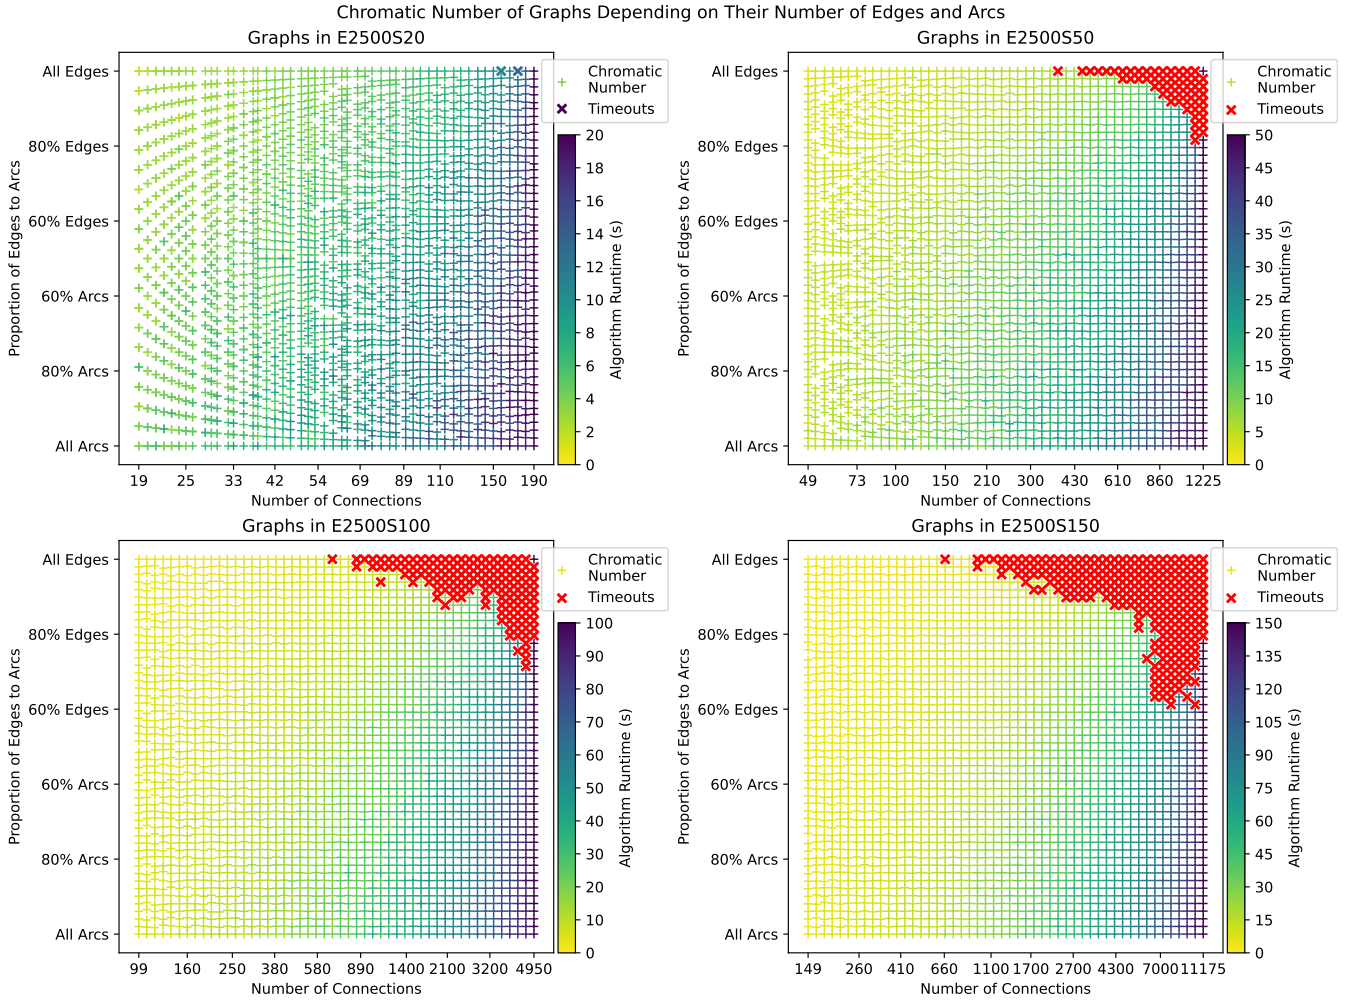 Chromatic Number of Graphs Depending on Their Number of Edges and Arcs
Graphs in E2500S20
All Edges
80% Edges
60% Edges
60% Arcs
80% Arcs
All Arcs
Proportion of Edges to Arcs
19 25 33 42 54 69 89 110 150 190
Number of Connections
Chromatic
Number
Timeouts
20
18
16
14
12
10
8
6
4
2
0
Algorithm Runtime (s)
Graphs in E2500S50
All Edges
80% Edges
60% Edges
60% Arcs
80% Arcs
All Arcs
Proportion of Edges to Arcs
49 73 100 150 210 300 430 610 860 1225
Number of Connections
Chromatic
Number
Timeouts
50
45
40
35
30
25
20
15
10
5
0
Algorithm Runtime (s)
Graphs in E2500S100
All Edges
80% Edges
60% Edges
60% Arcs
80% Arcs
All Arcs
Proportion of Edges to Arcs
99 160 250 380 580 890 1400 2100 3200 4950
Number of Connections
Chromatic
Number
Timeouts
100
90
80
70
60
50
40
30
20
10
0
Algorithm Runtime (s)
Graphs in E2500S150
All Edges
80% Edges
60% Edges
60% Arcs
80% Arcs
All Arcs
Proportion of Edges to Arcs
149 260 410 660 1100 1700 2700 4300 7000 11175
Number of Connections
Chromatic
Number
Timeouts
150
135
120
105
90
75
60
45
30
15
0
Algorithm Runtime (s)